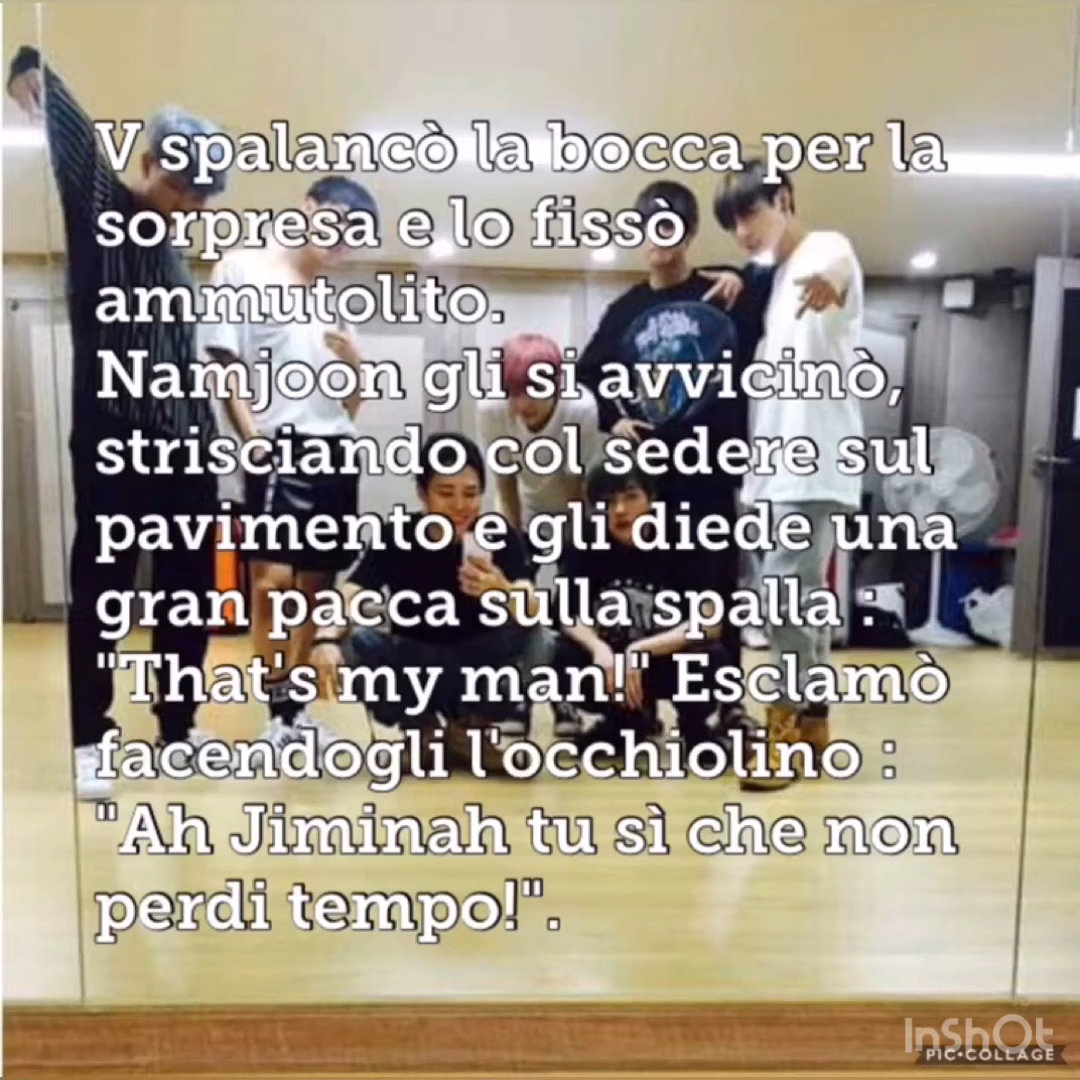 V spalancò la bocca per la
sorpresa e lo fissò
ammutolito.
Namjoon gli si avvicinò,
strisciando col sedere sul
pavimento e gli diede una
gran pacca sulla spalla :
"That's my man!" Esclamò
facendogli l'occhiolino :
"Ah Jiminah tu sì che non
perdi tempo!".
InShOt
PIC•COLLAGE